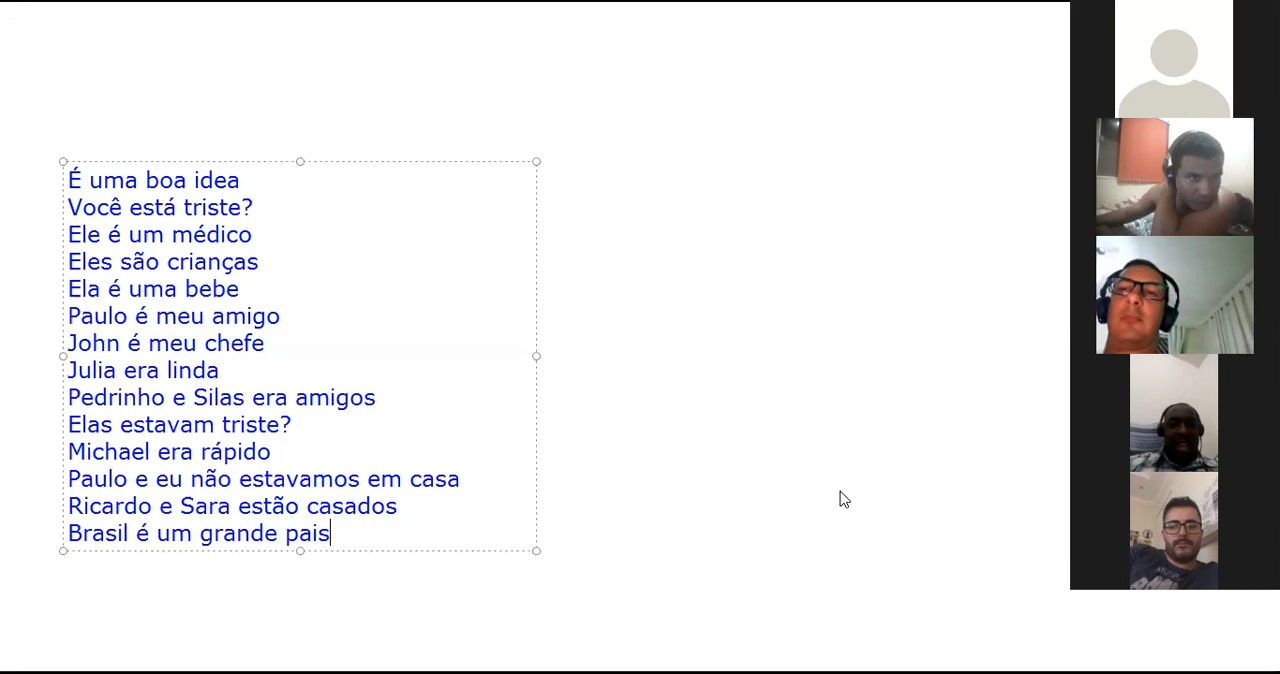 É uma boa idea
Você está triste?
Ele é um médico
Eles são crianças
Ela é uma bebe
Paulo é meu amigo
John é meu chefe
Julia era linda
Pedrinho e Silas era amigos
Elas estavam triste?
Michael era rápido
Paulo e eu não estavamos em casa
Ricardo e Sara estão casados
Brasil é um grande pais